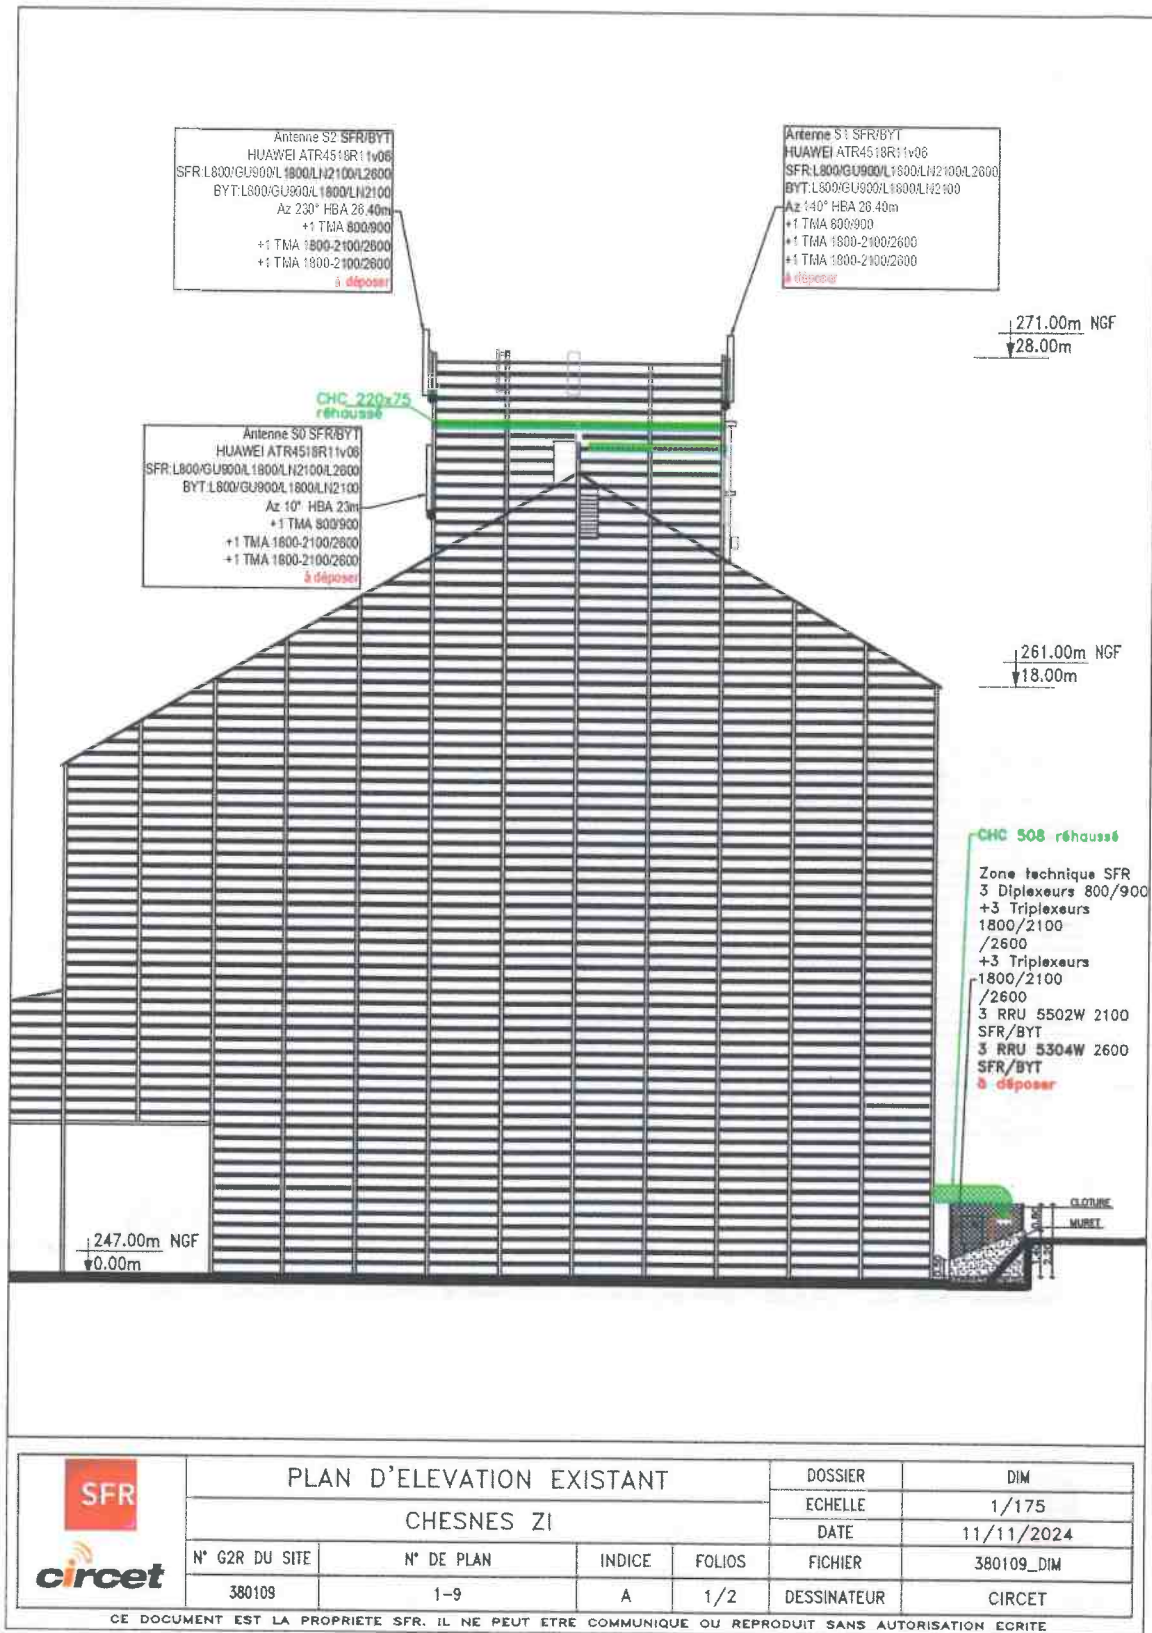 Antenne S2 SFR/BYT
HUAWEI ATR4518R11v06
SFR:L800/GU900/L1800/LN2100/L2600
BYT:L800/GU900/L1800/LN2100
Az 230° HBA 26.40m
+1 TMA 800/900
+1 TMA 1800-2100/2600
+1 TMA 1800-2100/2600
à déposer
Antenne S1 SFR/BYT
HUAWEI ATR4518R11v06
SFR:L800/GU900/L1800/LN2100/L2600
BYT:L800/GU900/L1800/LN2100
Az 140° HBA 26.40m
+1 TMA 800/900
+1 TMA 1800-2100/2600
+1 TMA 1800-2100/2600
à déposer
271.00m NGF
28.00m
CHC 220x75
réhaussé
Antenne S0 SFR/BYT
HUAWEI ATR4518R11v06
SFR:L800/GU900/L1800/LN2100/L2600
BYT:L800/GU900/L1800/LN2100
Az 10° HBA 23m
+1 TMA 800/900
+1 TMA 1800-2100/2600
+1 TMA 1800-2100/2600
à déposer
261.00m NGF
18.00m
CHC 508 réhaussé
Zone technique SFR
3 Diplexeurs 800/900
+3 Triplexeurs
1800/2100
/2600
+3 Triplexeurs
1800/2100
/2600
3 RRU 5502W 2100
SFR/BYT
3 RRU 5304W 2600
SFR/BYT
à déposer
CLOTURE
MURET
247.00m NGF
0.00m
SFR
circet
PLAN D'ELEVATION EXISTANT
CHESNES ZI
N° G2R DU SITE
N° DE PLAN
INDICE
FOLIOS
380109
1-9
A
1/2
DOSSIER
DIM
ECHELLE
1/175
DATE
11/11/2024
FICHIER
380109_DIM
DESSINATEUR
CIRCET
CE DOCUMENT EST LA PROPRIETE SFR. IL NE PEUT ETRE COMMUNIQUE OU REPRODUIT SANS AUTORISATION ECRITE